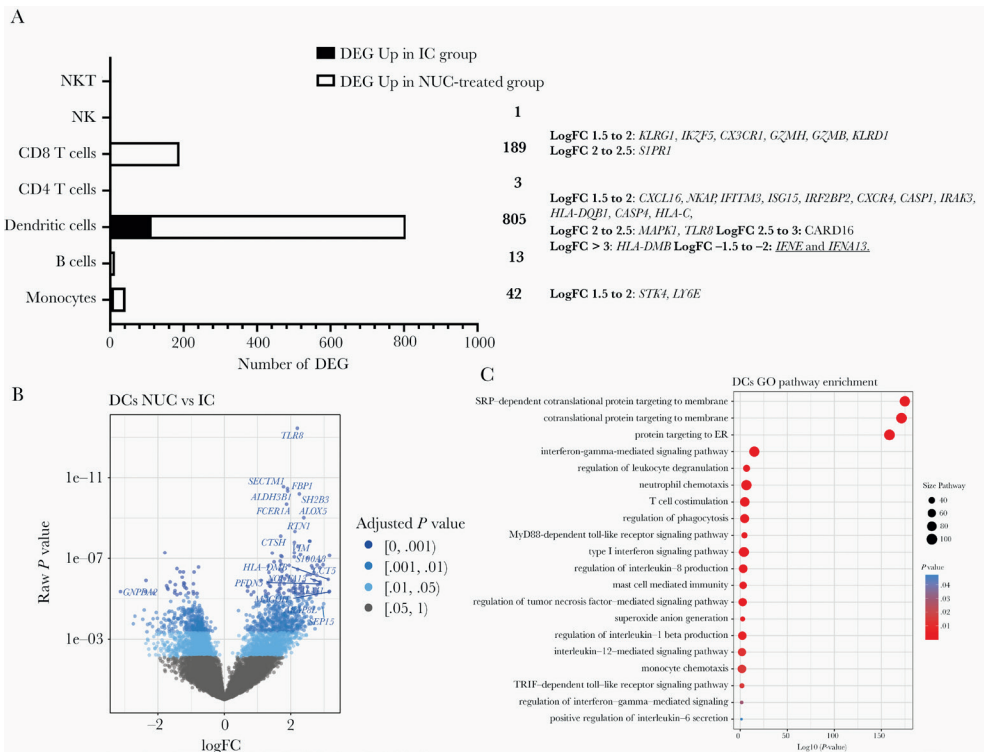 A
DEG Up in IC group
DEG Up in NUC-treated group
NKT
NK
CD8 T cells
CD4 T cells
Dendritic cells
B cells
Monocytes
0 200 400 600 800 1000
Number of DEG
1
189
3
805
13
42
LogFC 1.5 to 2: KLRG1, IKZF5, CX3CR1, GZMH, GZMB, KLRD1
LogFC 2 to 2.5: S1PR1
LogFC 1.5 to 2: CXCL16, NKAP, IFITM3, ISG15, IRF2BP2, CXCR4, CASP1, IRAK3,
HLA-DQB1, CASP4, HLA-C,
LogFC 2 to 2.5: MAPK1, TLR8 LogFC 2.5 to 3: CARD16
LogFC > 3: HLA-DMB LogFC −1.5 to −2: IFNE and IFNA13.
LogFC 1.5 to 2: STK4, LY6E
B
DCs NUC vs IC
TLR8
SECTM1
FBP1
ALDH3B1
SH2B3
FCER1A
ALOX5
RTN1
CTSH
S100A8
HLA-DMB
CCT5
PFDN5
GNPDA2
SEP15
1e−11
1e−07
1e−03
Raw P value
−2 0 2
logFC
Adjusted P value
[0, .001)
[.001, .01)
[.01, .05)
[.05, 1)
C
DCs GO pathway enrichment
SRP−dependent cotranslational protein targeting to membrane
cotranslational protein targeting to membrane
protein targeting to ER
interferon-gamma-mediated signaling pathway
regulation of leukocyte degranulation
neutrophil chemotaxis
T cell costimulation
regulation of phagocytosis
MyD88-dependent toll-like receptor signaling pathway
type I interferon signaling pathway
regulation of interleukin−8 production
mast cell mediated immunity
regulation of tumor necrosis factor−mediated signaling pathway
superoxide anion generation
regulation of interleukin−1 beta production
interleukin−12−mediated signaling pathway
monocyte chemotaxis
TRIF−dependent toll−like receptor signaling pathway
regulation of interferon−gamma−mediated signaling
positive regulation of interleukin−6 secretion
0 50 100 150
Log10 (P-value)
Size Pathway
40
60
80
100
P value
.04
.03
.02
.01